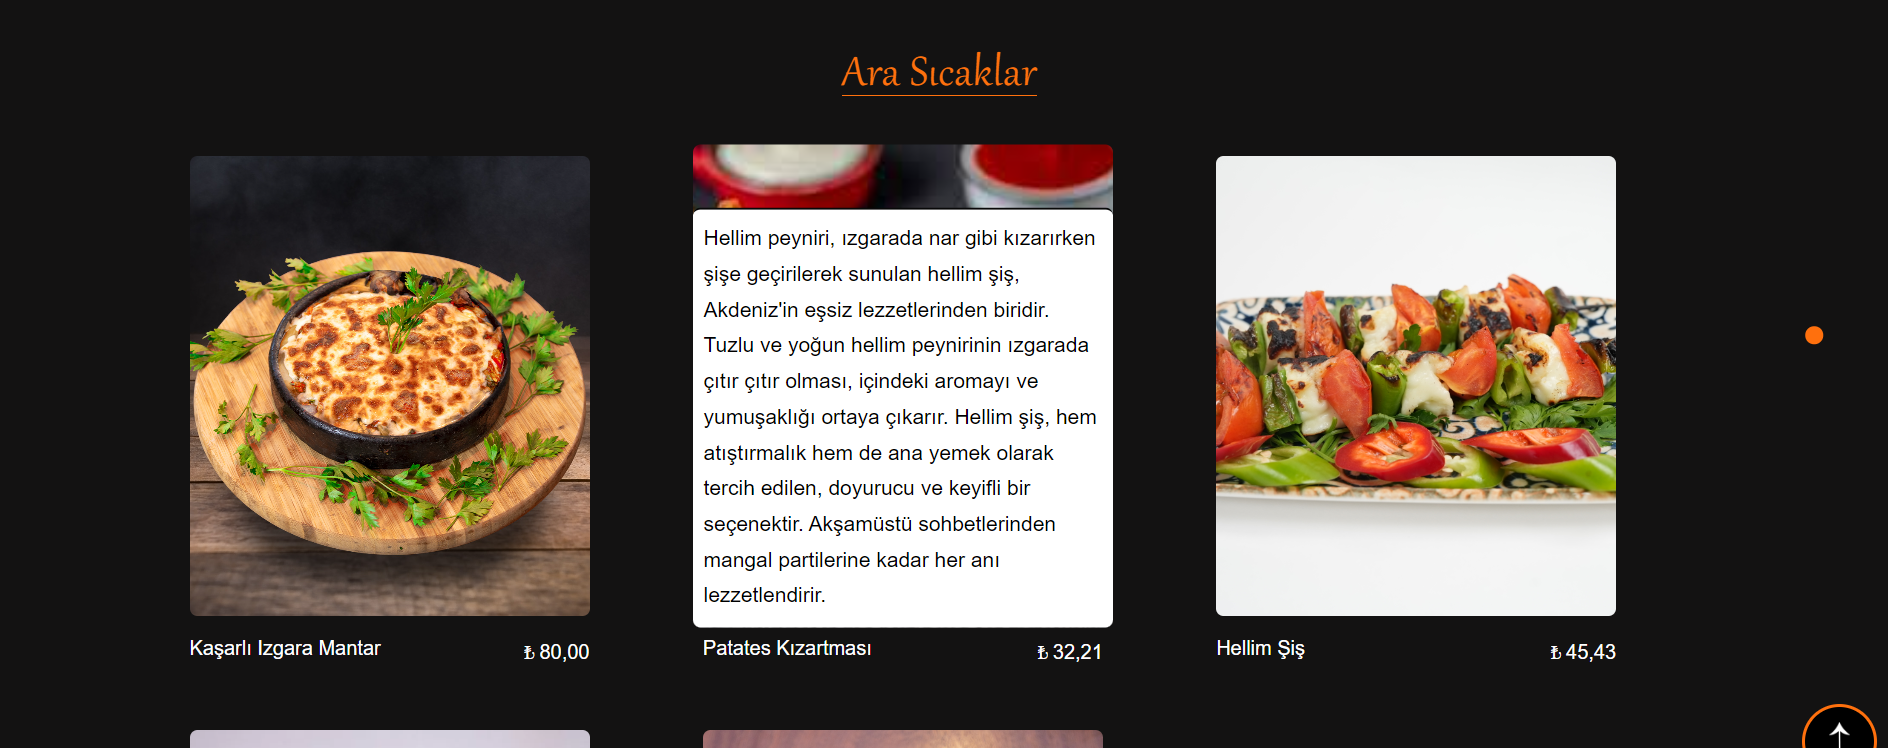 Ara Sıcaklar
Hellim peyniri, ızgarada nar gibi kızarırken
şişe geçirilerek sunulan hellim şiş,
Akdeniz'in eşsiz lezzetlerinden biridir.
Tuzlu ve yoğun hellim peynirinin ızgarada
çıtır çıtır olması, içindeki aromayı ve
yumuşaklığı ortaya çıkarır. Hellim şiş, hem
atıştırmalık hem de ana yemek olarak
tercih edilen, doyurucu ve keyifli bir
seçenektir. Akşamüstü sohbetlerinden
mangal partilerine kadar her anı
lezzetlendirir.
Kaşarlı Izgara Mantar ₺ 80,00
Patates Kızartması ₺ 32,21
Hellim Şiş ₺ 45,43